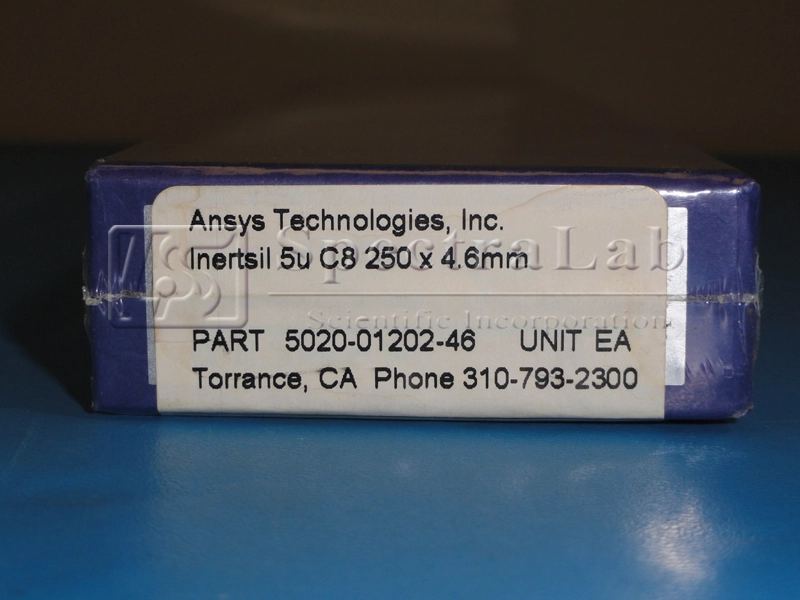 Ansys Technologies, Inc.
Inertsil 5u C8 250 x 4.6mm
SpectraLab
Scientific Incorporation
PART 5020-01202-46 UNIT EA
Torrance, CA Phone 310-793-2300